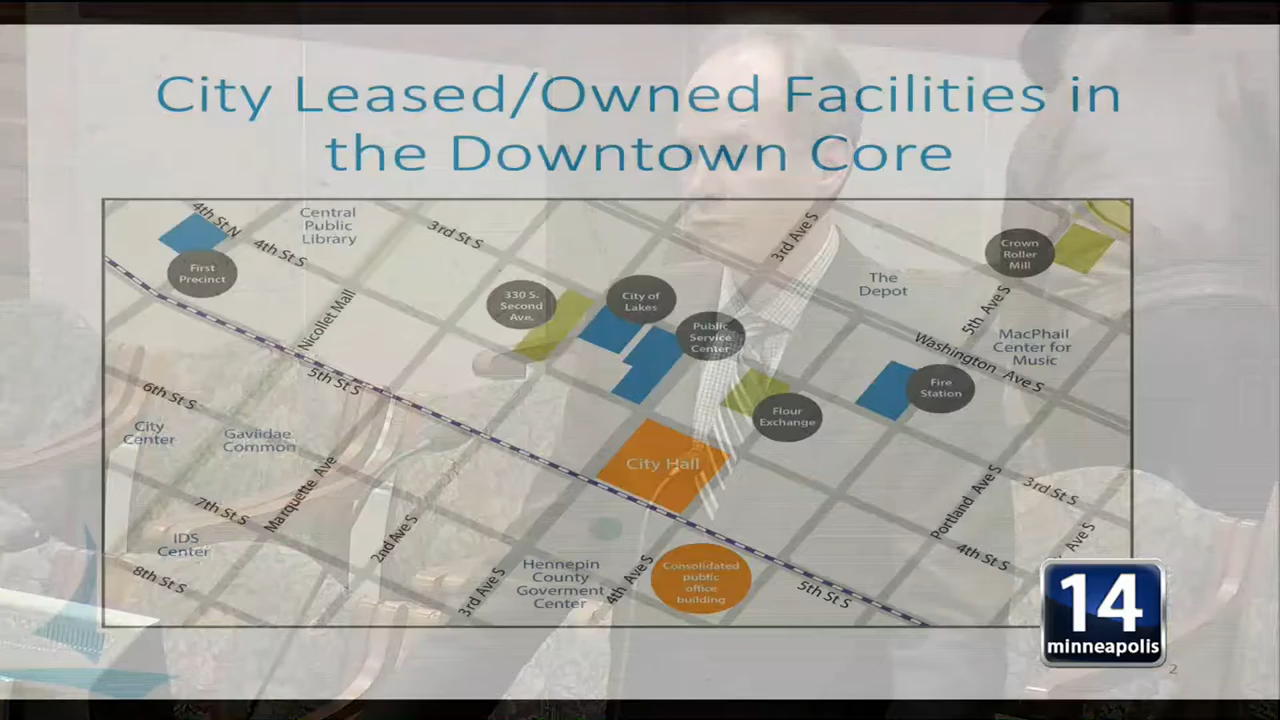 City Leased/Owned Facilities in
the Downtown Core
4th St N
4th St S
Central
Public
Library
3rd St S
3rd Ave S
First
Precinct
330 S.
Second
Ave.
City of
Lakes
Public
Service
Center
The
Depot
Crown
Roller
Mill
5th Ave S
MacPhail
Center for
Music
Washington Ave S
Nicollet Mall
5th St S
Fire
Station
Flour
Exchange
6th St S
City
Center
Gaviidae
Common
City Hall
Marquette Ave
7th St S
2nd Ave S
Portland Ave S
3rd St S
4th St S
Ave S
IDS
Center
8th St S
3rd Ave S
Hennepin
County
Goverment
Center
4th Ave S
Consolidated
public
office
building
5th St S
14
minneapolis
2